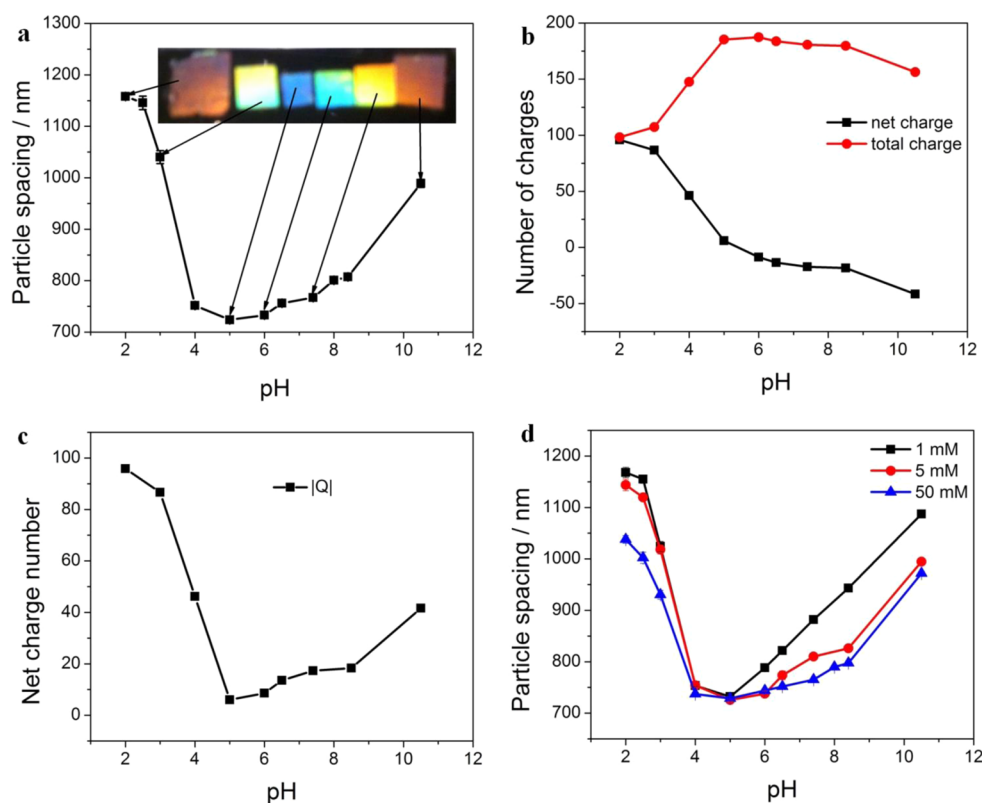 a
1300
1200
1100
1000
900
800
700
Particle spacing / nm
2 4 6 8 10 12
pH
b
200
150
100
50
0
-50
Number of charges
net charge
total charge
2 4 6 8 10 12
pH
c
100
80
60
40
20
0
Net charge number
|Q|
2 4 6 8 10 12
pH
d
1200
1100
1000
900
800
700
Particle spacing / nm
1 mM
5 mM
50 mM
2 4 6 8 10 12
pH